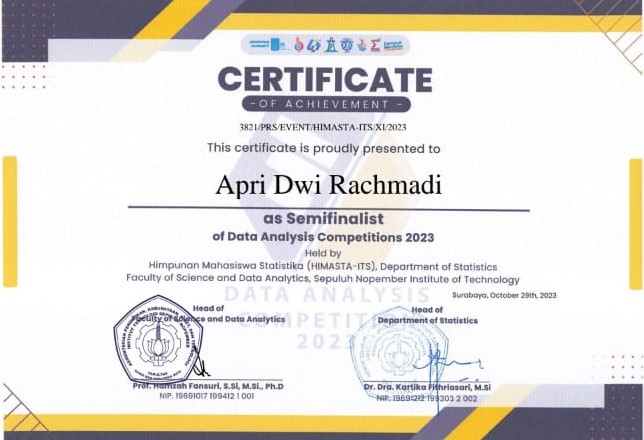 CERTIFICATE
- OF ACHIEVEMENT -
3821/PRS/EVENT/HIMASTA-ITS/XI/2023
This certificate is proudly presented to
Apri Dwi Rachmadi
as Semifinalist
of Data Analysis Competitions 2023
Held by
Himpunan Mahasiswa Statistika (HIMASTA-ITS), Department of Statistics
Faculty of Science and Data Analytics, Sepuluh Nopember Institute of Technology
DATA ANALYSIS
COMPETITIONS
2023
Surabaya, October 29th, 2023
Head of
Faculty of Science and Data Analytics
Prof. Hamzah Fansuri, S.Si, M.Si., Ph.D
NIP. 19691017 199412 1 001
Head of
Department of Statistics
Dr. Dra. Kartika Fithriasari, M.Si
NIP. 19691212 199303 2 002